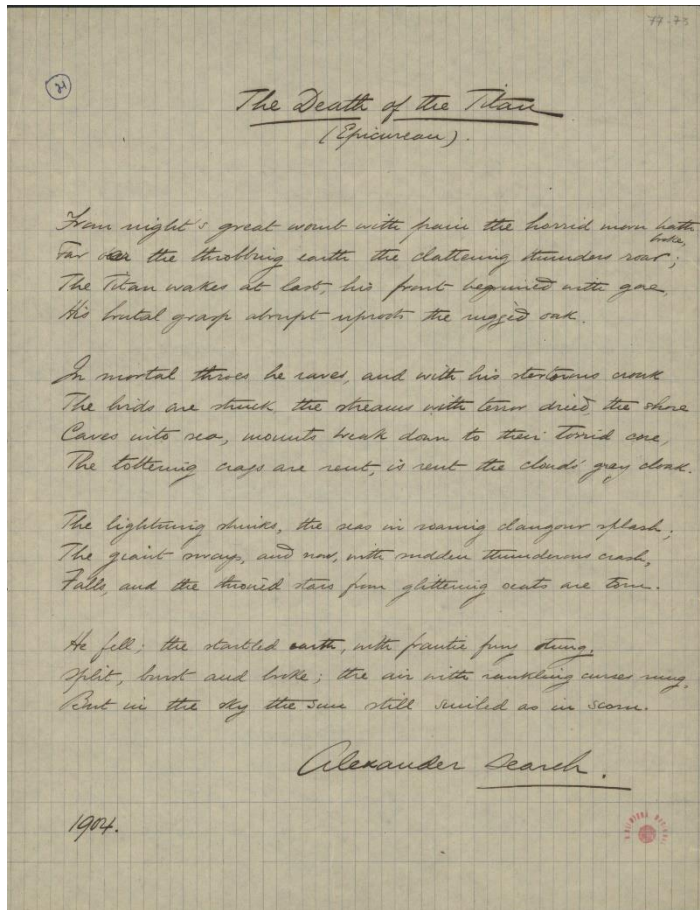 77-75
21
The Death of the Titan
(Epicurean).
From night's great womb with pain the horrid morn hath
broke,
Far o'er the throbbing earth the clattering thunders roar;
The Titan wakes at last, his front begrimed with gore,
His brutal grasp abrupt uproots the rugged oak.
In mortal throes he raves, and with his stertorous croak
The birds are struck, the streams with terror dried, the shore
Caves into sea, mounts break down to their torrid core,
The tottering crags are rent, is rent the clouds' grey cloak.
The lightning shrinks, the seas in roaring clangour splash;
The giant sways, and now, with sudden thunderous crash,
Falls, and the thronèd stars from glittering seats are torn.
He fell; the startled earth, with frantic fury stung,
Split, burst and broke; the air with rankling curses rung,
But in the sky the sun still smiled as in scorn.
Alexander Search.
1904.